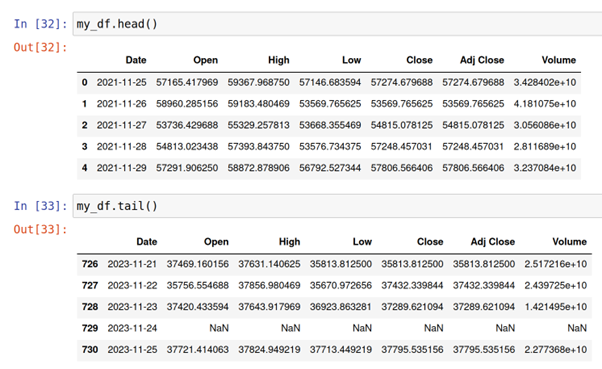 In [32]: my_df.head()
Out[32]:
Date Open High Low Close Adj Close Volume
0 2021-11-25 57165.417969 59367.968750 57146.683594 57274.679688 57274.679688 3.428402e+10
1 2021-11-26 58960.285156 59183.480469 53569.765625 53569.765625 53569.765625 4.181075e+10
2 2021-11-27 53736.429688 55329.257813 53668.355469 54815.078125 54815.078125 3.056086e+10
3 2021-11-28 54813.023438 57393.843750 53576.734375 57248.457031 57248.457031 2.811689e+10
4 2021-11-29 57291.906250 58872.878906 56792.527344 57806.566406 57806.566406 3.237084e+10
In [33]: my_df.tail()
Out[33]:
Date Open High Low Close Adj Close Volume
726 2023-11-21 37469.160156 37631.140625 35813.812500 35813.812500 35813.812500 2.517216e+10
727 2023-11-22 35756.554688 37856.980469 35670.972656 37432.339844 37432.339844 2.439725e+10
728 2023-11-23 37420.433594 37643.917969 36923.863281 37289.621094 37289.621094 1.421495e+10
729 2023-11-24 NaN NaN NaN NaN NaN NaN
730 2023-11-25 37721.414063 37824.949219 37713.449219 37795.535156 37795.535156 2.277368e+10